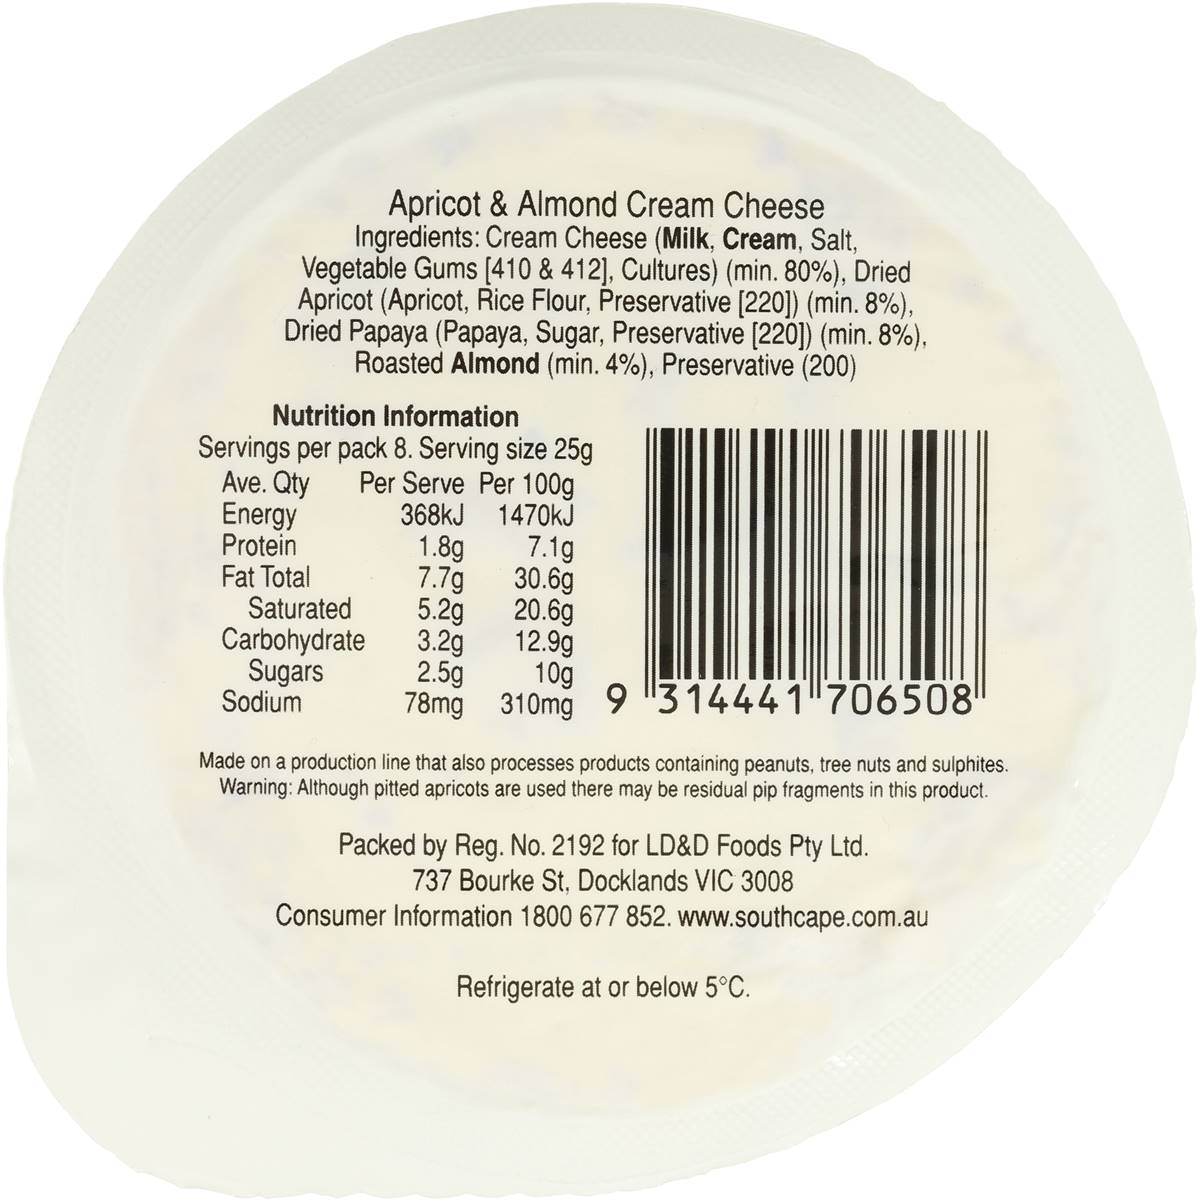 Apricot & Almond Cream Cheese
Ingredients: Cream Cheese (Milk, Cream, Salt,
Vegetable Gums [410 & 412], Cultures) (min. 80%), Dried
Apricot (Apricot, Rice Flour, Preservative [220]) (min. 8%),
Dried Papaya (Papaya, Sugar, Preservative [220]) (min. 8%),
Roasted Almond (min. 4%), Preservative (200)
Nutrition Information
Servings per pack 8. Serving size 25g
Ave. Qty Per Serve Per 100g
Energy 368kJ 1470kJ
Protein 1.8g 7.1g
Fat Total 7.7g 30.6g
Saturated 5.2g 20.6g
Carbohydrate 3.2g 12.9g
Sugars 2.5g 10g
Sodium 78mg 310mg
9 314441 706508
Made on a production line that also processes products containing peanuts, tree nuts and sulphites.
Warning: Although pitted apricots are used there may be residual pip fragments in this product.
Packed by Reg. No. 2192 for LD&D Foods Pty Ltd.
737 Bourke St, Docklands VIC 3008
Consumer Information 1800 677 852. www.southcape.com.au
Refrigerate at or below 5°C.